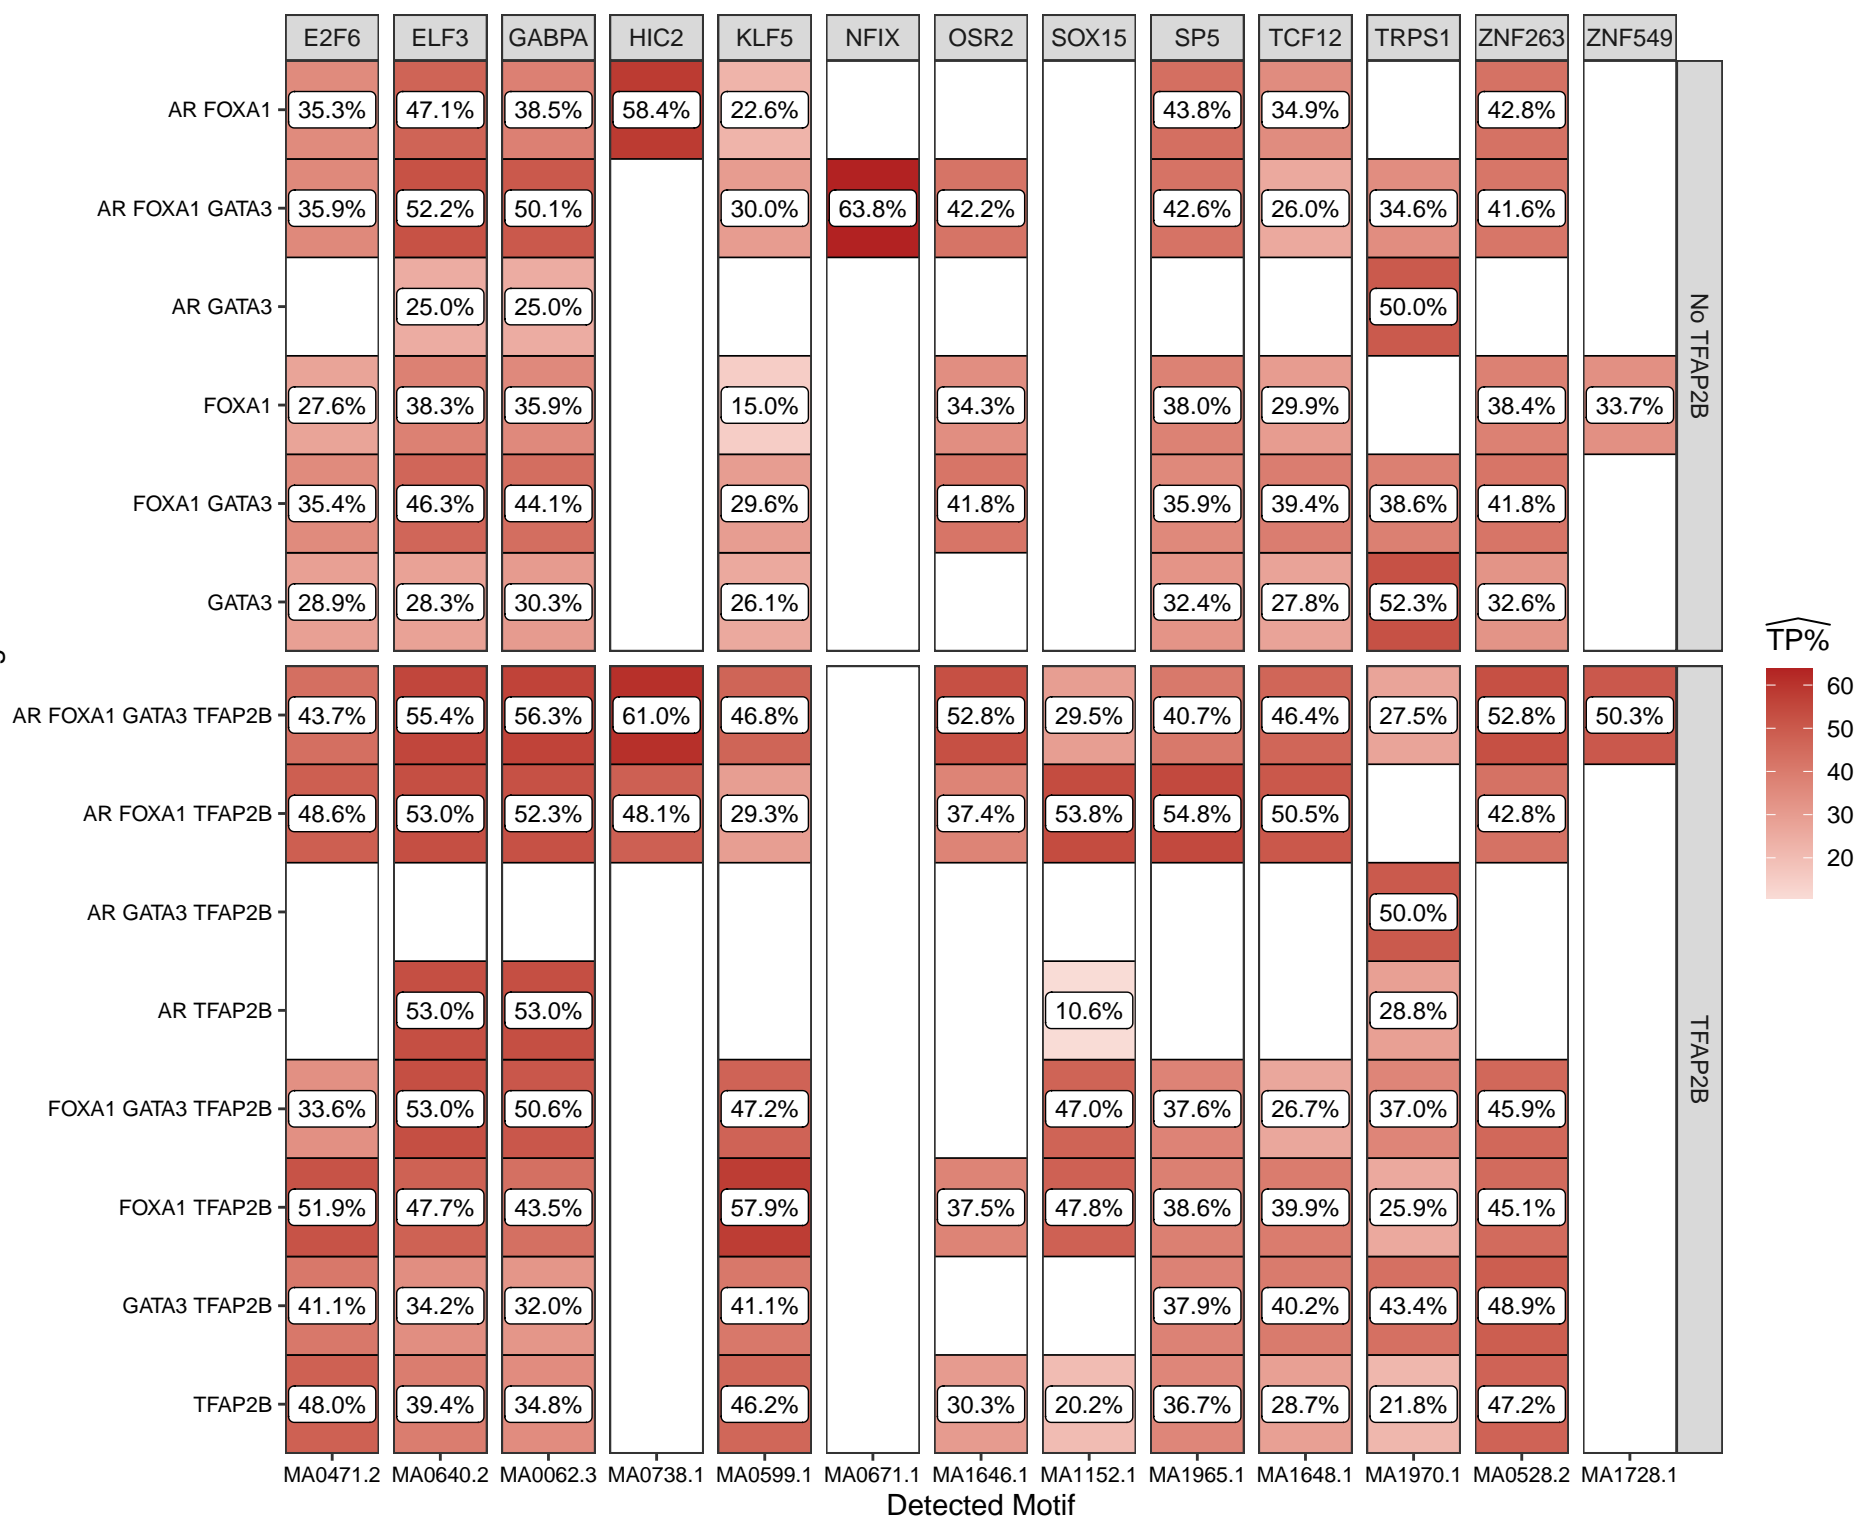 E2F6 ELF3 GABPA HIC2 KLF5 NFIX OSR2 SOX15 SP5 TCF12 TRPS1 ZNF263 ZNF549
AR FOXA1 35.3% 47.1% 38.5% 58.4% 22.6% 43.8% 34.9% 42.8%
AR FOXA1 GATA3 35.9% 52.2% 50.1% 30.0% 63.8% 42.2% 42.6% 26.0% 34.6% 41.6%
AR GATA3 25.0% 25.0% 50.0%
FOXA1 27.6% 38.3% 35.9% 15.0% 34.3% 38.0% 29.9% 38.4% 33.7%
FOXA1 GATA3 35.4% 46.3% 44.1% 29.6% 41.8% 35.9% 39.4% 38.6% 41.8%
GATA3 28.9% 28.3% 30.3% 26.1% 32.4% 27.8% 52.3% 32.6%
No TFAP2B
AR FOXA1 GATA3 TFAP2B 43.7% 55.4% 56.3% 61.0% 46.8% 52.8% 29.5% 40.7% 46.4% 27.5% 52.8% 50.3%
AR FOXA1 TFAP2B 48.6% 53.0% 52.3% 48.1% 29.3% 37.4% 53.8% 54.8% 50.5% 42.8%
AR GATA3 TFAP2B 50.0%
AR TFAP2B 53.0% 53.0% 10.6% 28.8%
FOXA1 GATA3 TFAP2B 33.6% 53.0% 50.6% 47.2% 47.0% 37.6% 26.7% 37.0% 45.9%
FOXA1 TFAP2B 51.9% 47.7% 43.5% 57.9% 37.5% 47.8% 38.6% 39.9% 25.9% 45.1%
GATA3 TFAP2B 41.1% 34.2% 32.0% 41.1% 37.9% 40.2% 43.4% 48.9%
TFAP2B 48.0% 39.4% 34.8% 46.2% 30.3% 20.2% 36.7% 28.7% 21.8% 47.2%
TFAP2B
MA0471.2 MA0640.2 MA0062.3 MA0738.1 MA0599.1 MA0671.1 MA1646.1 MA1152.1 MA1965.1 MA1648.1 MA1970.1 MA0528.2 MA1728.1
Detected Motif
TP%
60
50
40
30
20